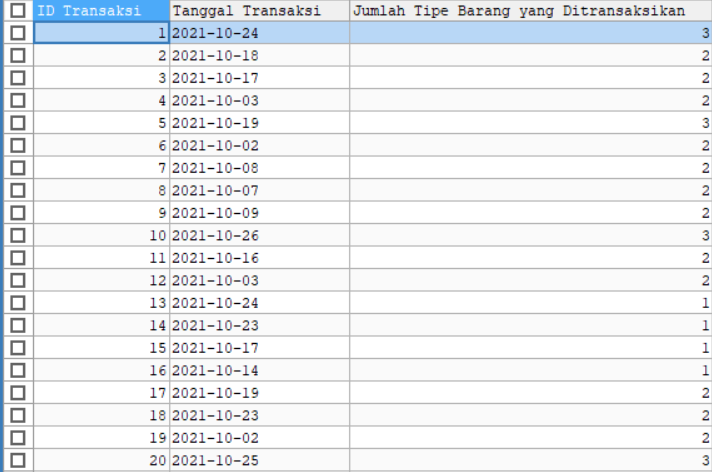 ID Transaksi Tanggal Transaksi Jumlah Tipe Barang yang Ditransaksikan
1 2021-10-24 3
2 2021-10-18 2
3 2021-10-17 2
4 2021-10-03 2
5 2021-10-19 3
6 2021-10-02 2
7 2021-10-08 2
8 2021-10-07 2
9 2021-10-09 2
10 2021-10-26 3
11 2021-10-16 2
12 2021-10-03 2
13 2021-10-24 1
14 2021-10-23 1
15 2021-10-17 1
16 2021-10-14 1
17 2021-10-19 2
18 2021-10-23 2
19 2021-10-02 2
20 2021-10-25 3